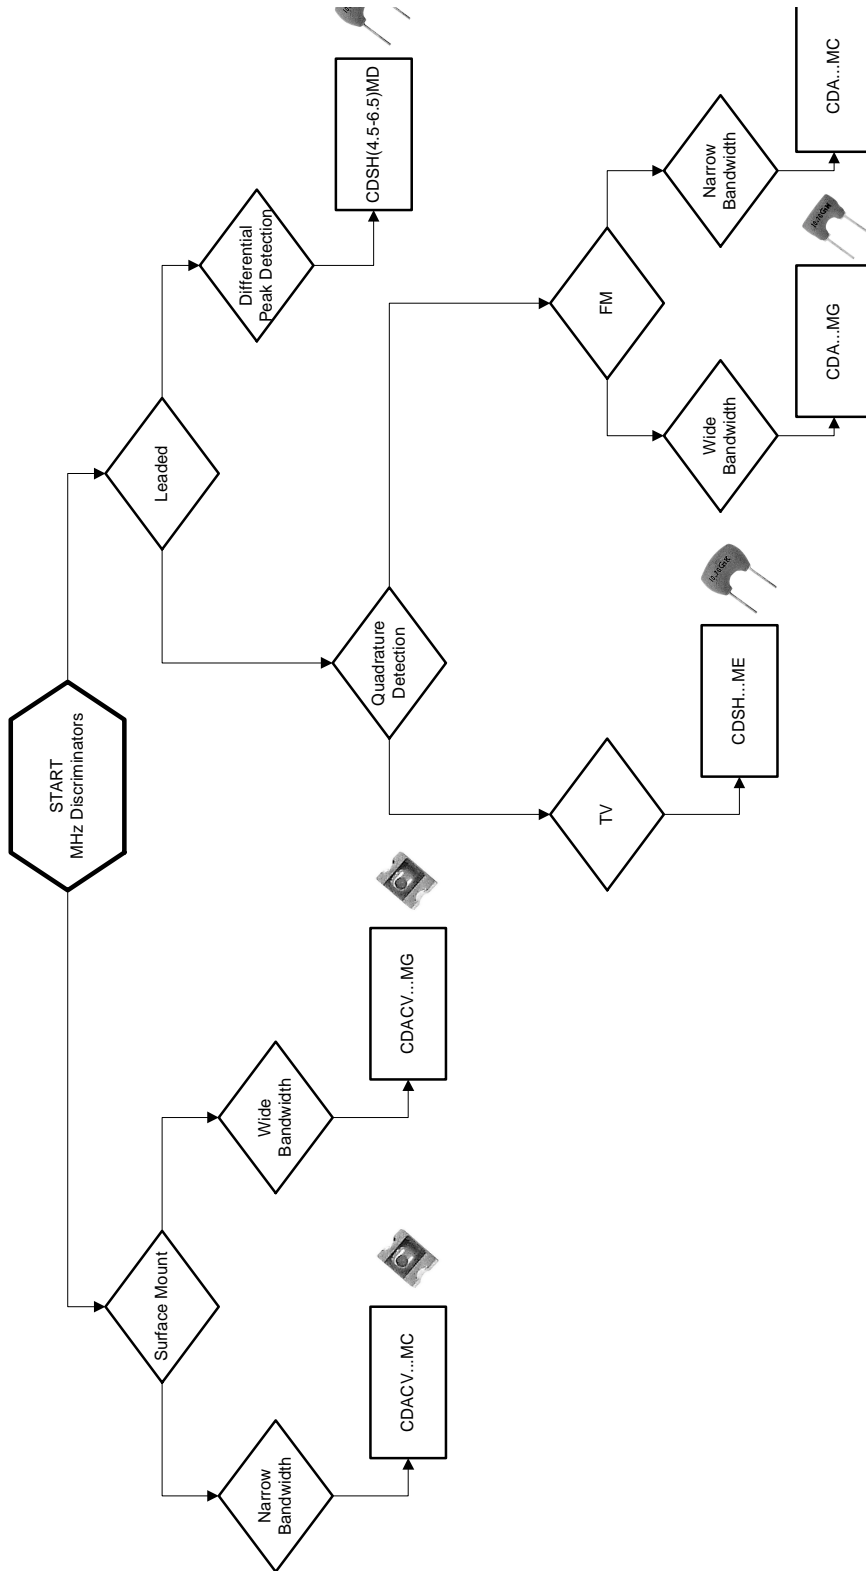 START
MHz Discriminators
Surface Mount
Leaded
Narrow
Bandwidth
Wide
Bandwidth
Differential
Peak Detection
CDACV...MC
CDACV...MG
Quadrature
Detection
CDSH(4.5-6.5)MD
TV
FM
CDSH...ME
Wide
Bandwidth
Narrow
Bandwidth
CDA...MG
CDA...MC